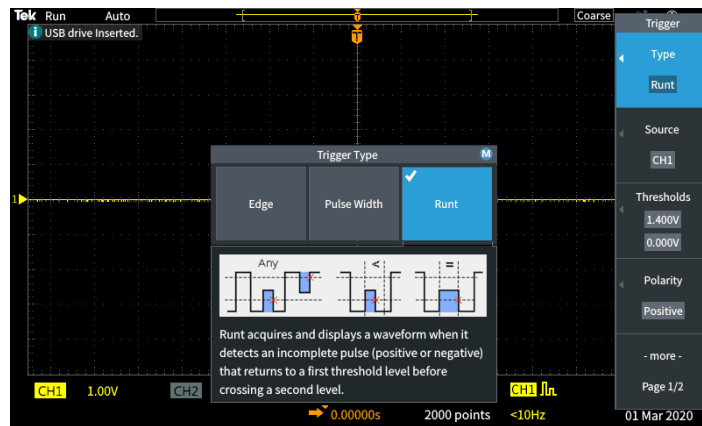 Tek Run Auto Coarse
USB drive Inserted.
Trigger
Type
Runt
Source
CH1
Thresholds
1.400V
0.000V
Polarity
Positive
- more -
Page 1/2
Trigger Type M
Edge Pulse Width Runt
Any < =
Runt acquires and displays a waveform when it
detects an incomplete pulse (positive or negative)
that returns to a first threshold level before
crossing a second level.
1
CH1 1.00V CH2 CH1
0.00000s 2000 points <10Hz 01 Mar 2020